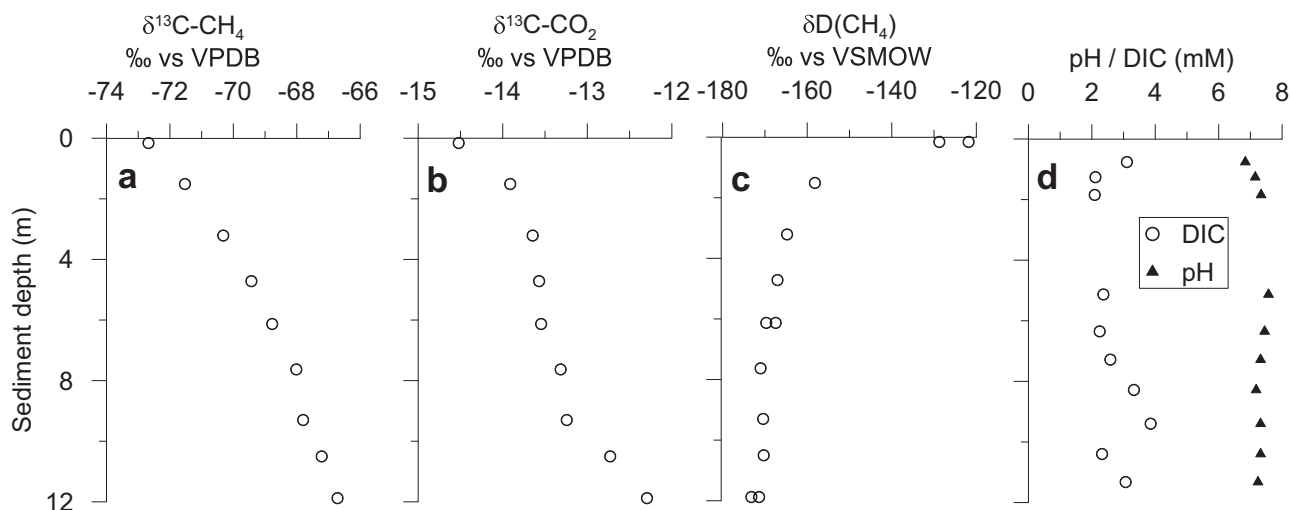 δ¹³C-CH₄
‰ vs VPDB
-74 -72 -70 -68 -66
δ¹³C-CO₂
‰ vs VPDB
-15 -14 -13 -12
δD(CH₄)
‰ vs VSMOW
-180 -160 -140 -120
pH / DIC (mM)
0 2 4 6 8
Sediment depth (m)
0
4
8
12
a
b
c
d
DIC
pH